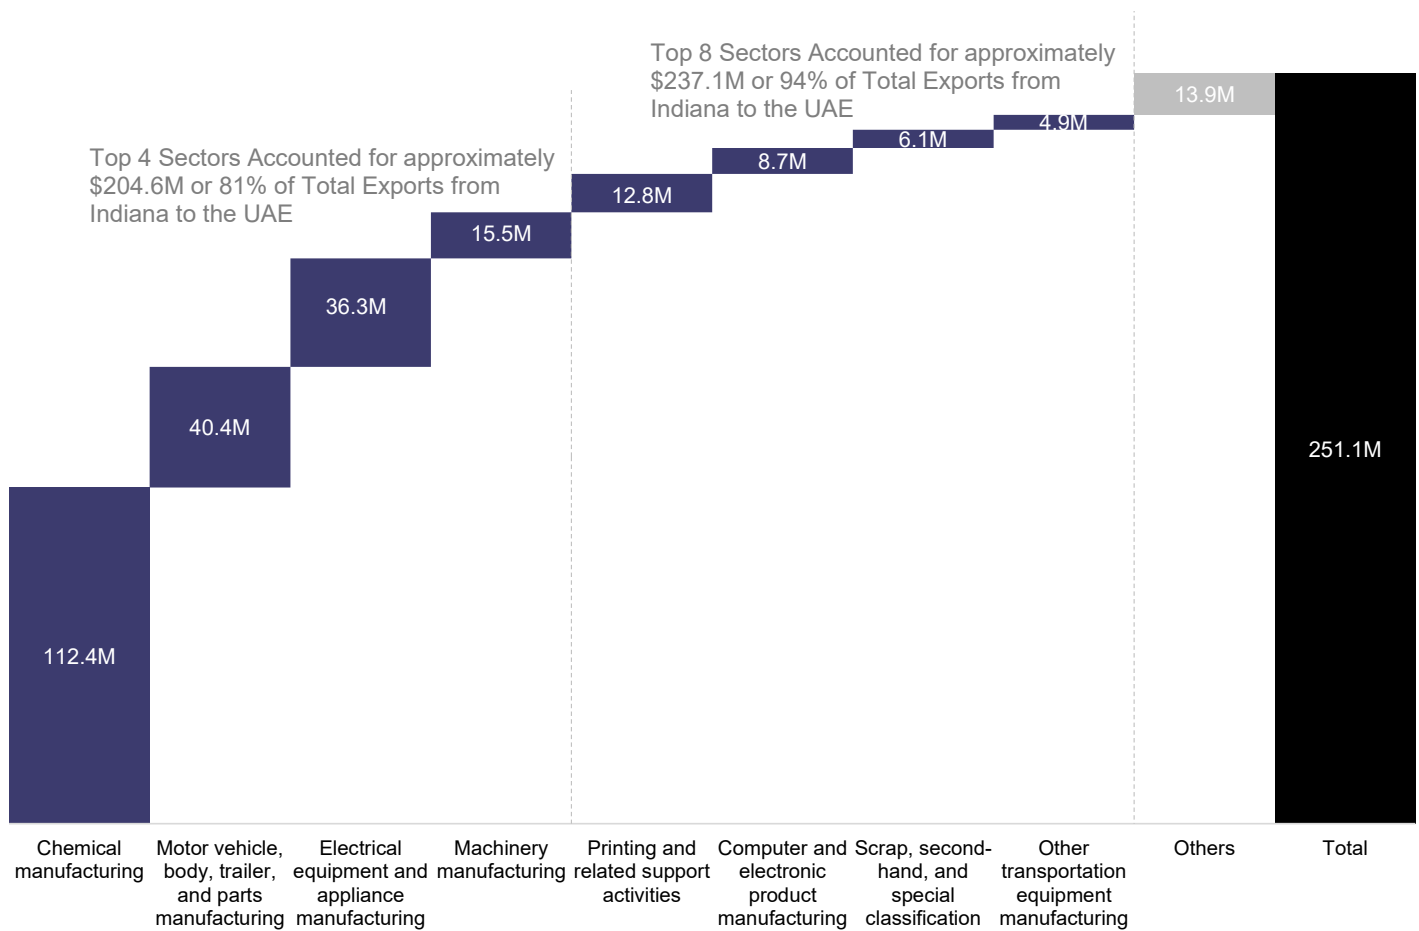 Top 8 Sectors Accounted for approximately
$237.1M or 94% of Total Exports from
Indiana to the UAE
Top 4 Sectors Accounted for approximately
$204.6M or 81% of Total Exports from
Indiana to the UAE
112.4M
40.4M
36.3M
15.5M
12.8M
8.7M
6.1M
4.9M
13.9M
251.1M
Chemical
manufacturing
Motor vehicle,
body, trailer,
and parts
manufacturing
Electrical
equipment and
appliance
manufacturing
Machinery
manufacturing
Printing and
related support
activities
Computer and
electronic
product
manufacturing
Scrap, second-
hand, and
special
classification
Other
transportation
equipment
manufacturing
Others
Total